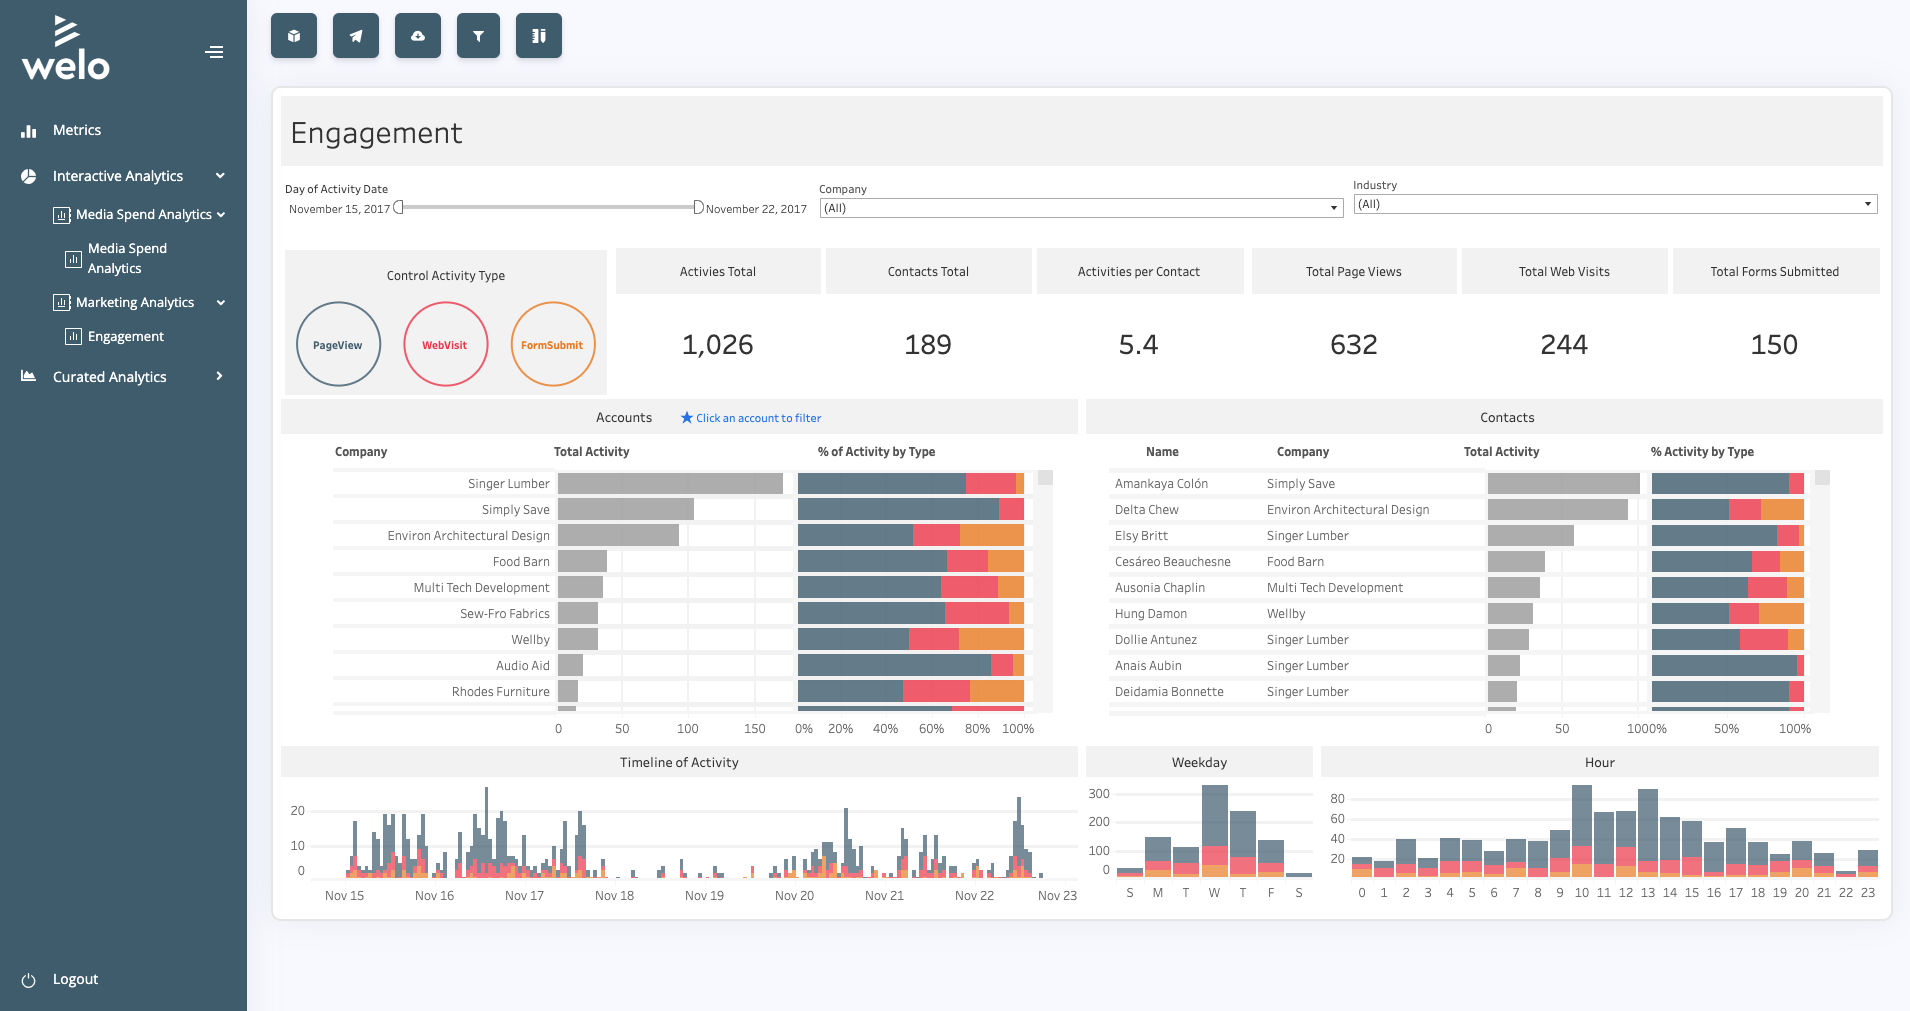 welo
Metrics
Interactive Analytics
Media Spend Analytics
Media Spend
Analytics
Marketing Analytics
Engagement
Curated Analytics
Logout
Engagement
Day of Activity Date
November 15, 2017
November 22, 2017
Company
(All)
Industry
(All)
Control Activity Type
PageView WebVisit FormSubmit
Activies Total Contacts Total Activities per Contact Total Page Views Total Web Visits Total Forms Submitted
1,026 189 5.4 632 244 150
Accounts ★ Click an account to filter
Company Total Activity % of Activity by Type
Singer Lumber
Simply Save
Environ Architectural Design
Food Barn
Multi Tech Development
Sew-Fro Fabrics
Wellby
Audio Aid
Rhodes Furniture
0 50 100 150 0% 20% 40% 60% 80% 100%
Contacts
Name Company Total Activity % Activity by Type
Amankaya Colón Simply Save
Delta Chew Environ Architectural Design
Elsy Britt Singer Lumber
Cesáreo Beauchesne Food Barn
Ausonia Chaplin Multi Tech Development
Hung Damon Wellby
Dollie Antunez Singer Lumber
Anais Aubin Singer Lumber
Deidamia Bonnette Singer Lumber
0 50 1000% 50% 100%
Timeline of Activity
20
10
0
Nov 15 Nov 16 Nov 17 Nov 18 Nov 19 Nov 20 Nov 21 Nov 22 Nov 23
Weekday
300
200
100
0
S M T W T F S
Hour
80
60
40
20
0 1 2 3 4 5 6 7 8 9 10 11 12 13 14 15 16 17 18 19 20 21 22 23